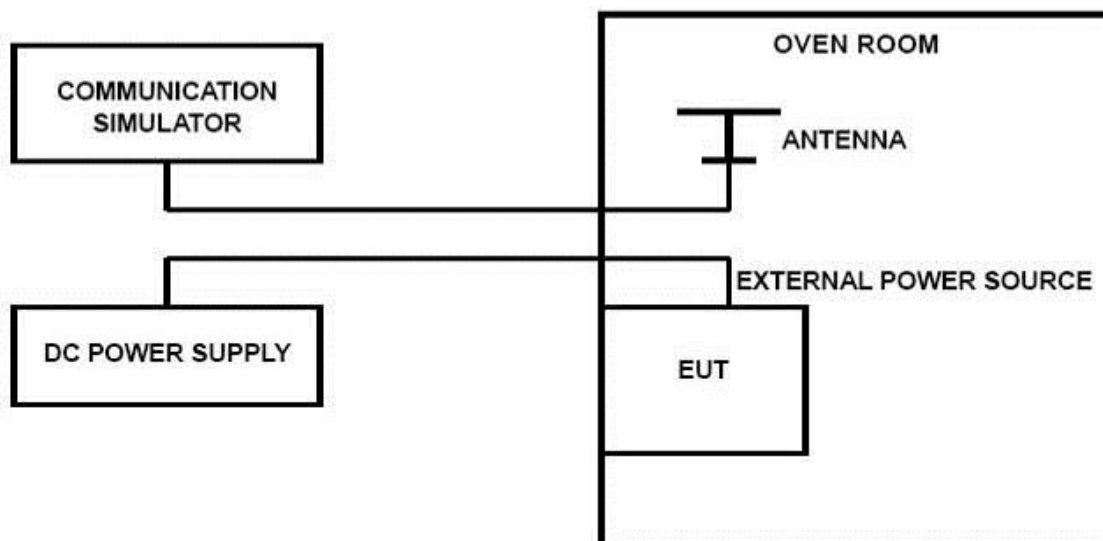 OVEN ROOM
COMMUNICATION
SIMULATOR
ANTENNA
EXTERNAL POWER SOURCE
DC POWER SUPPLY
EUT